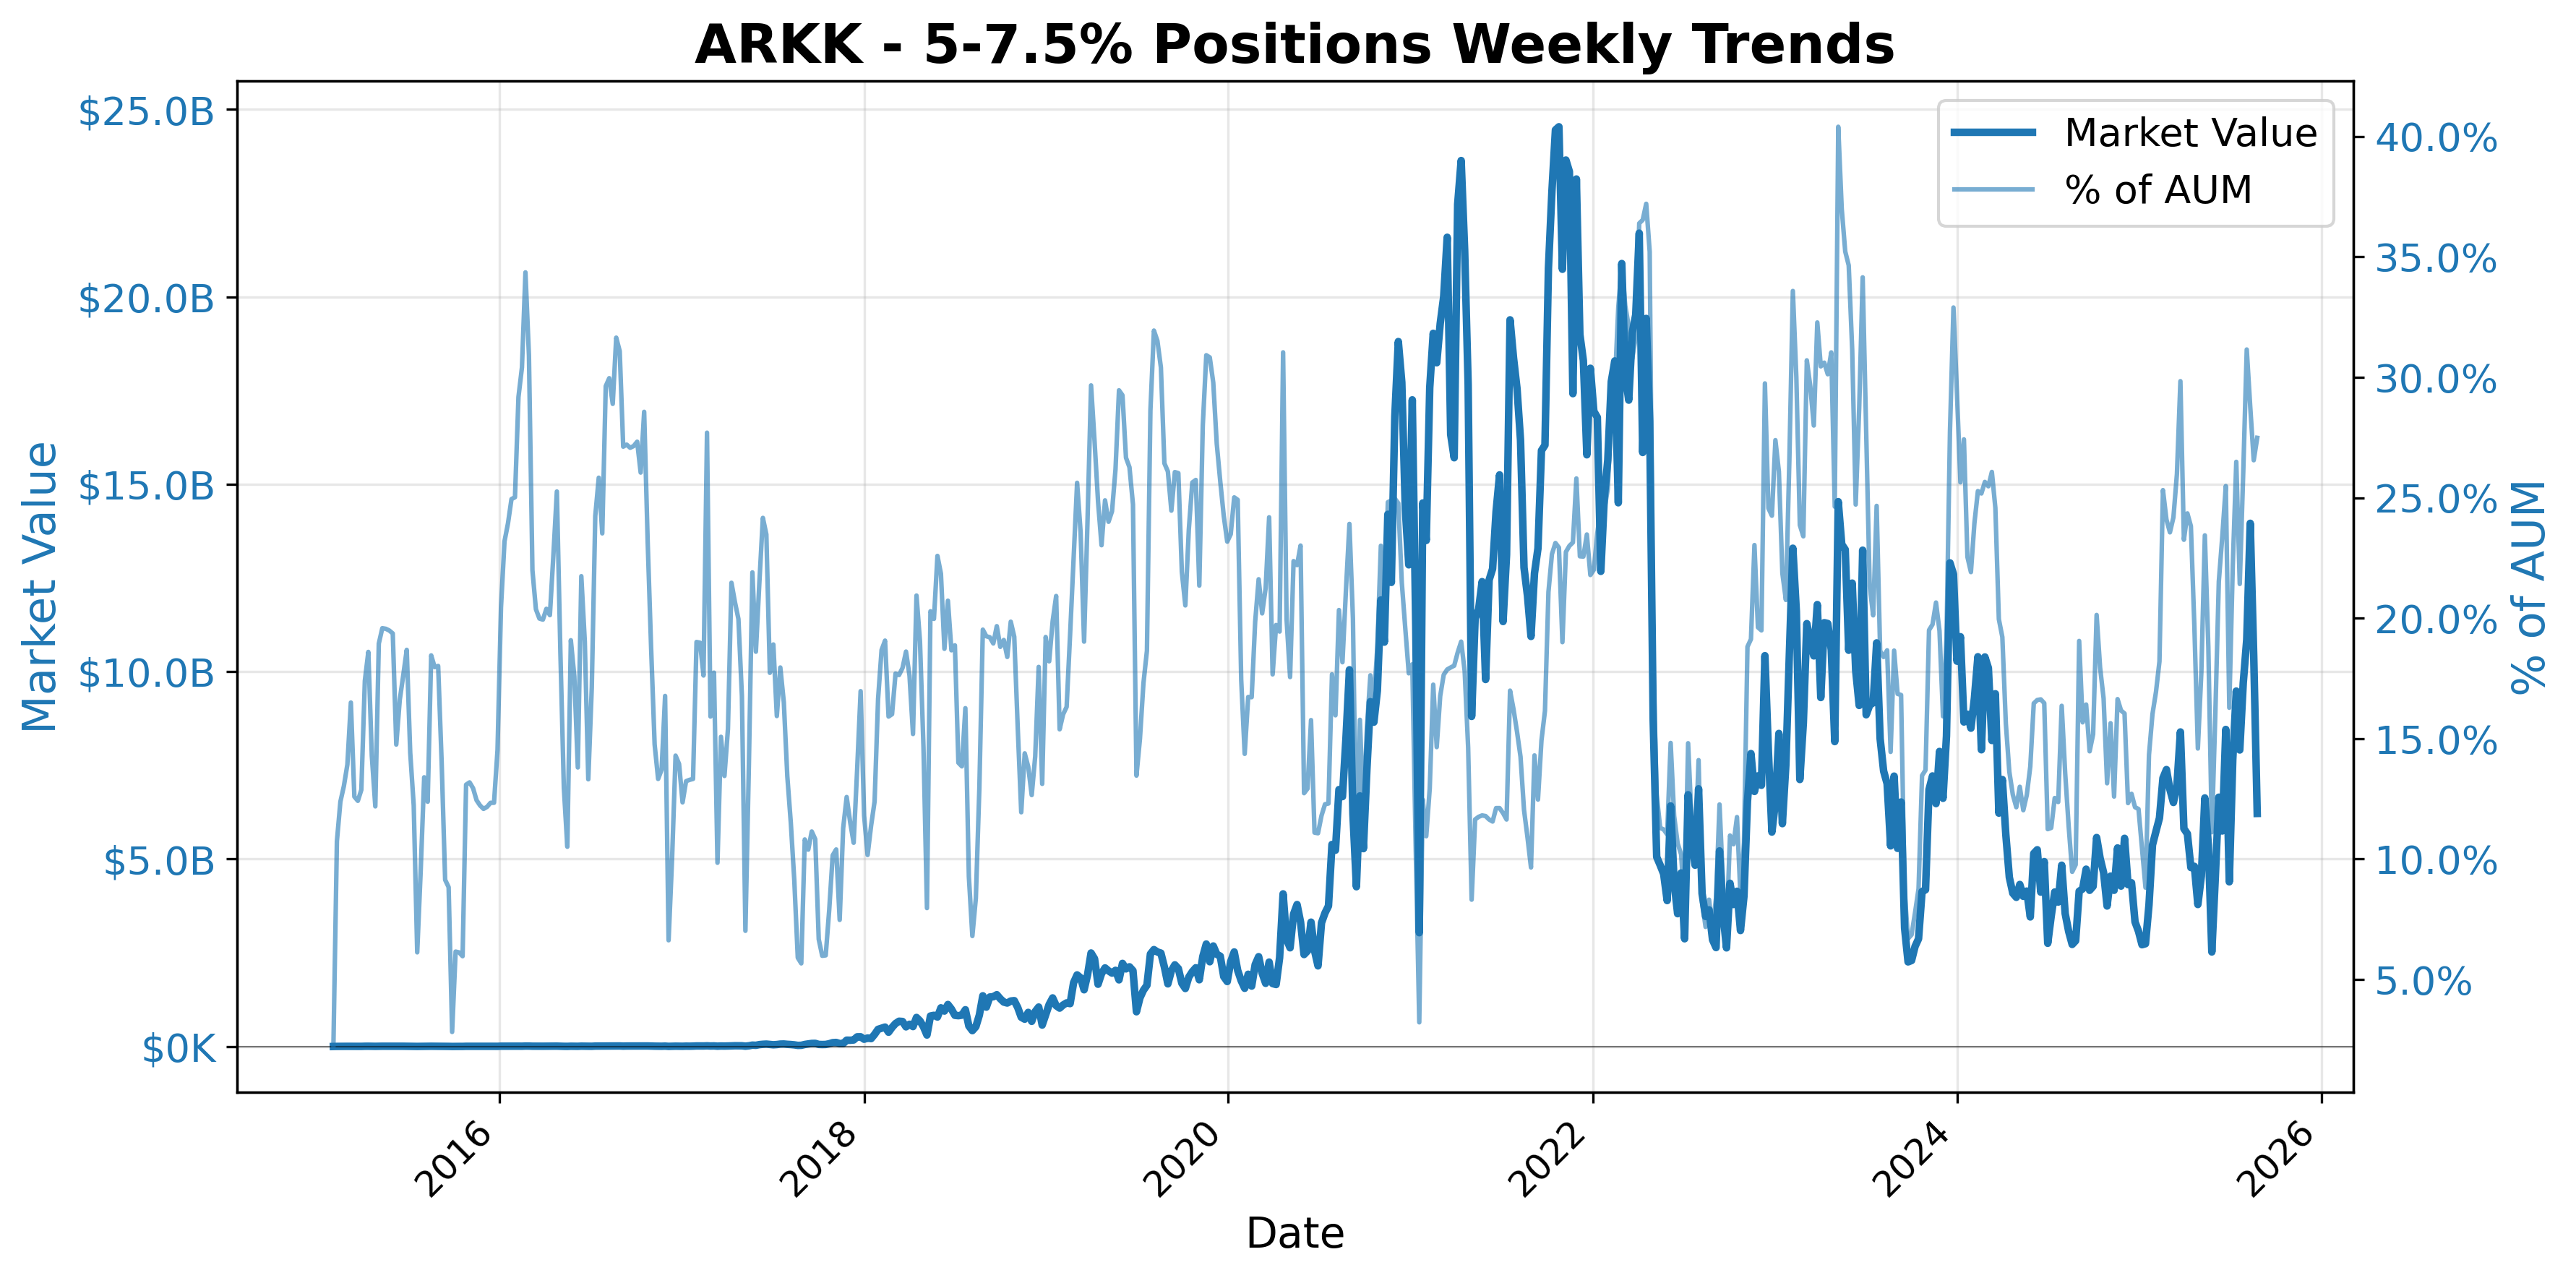 ARKK - 5-7.5% Positions Weekly Trends
$25.0B
$20.0B
$15.0B
$10.0B
$5.0B
$0K
Market Value
Market Value
% of AUM
40.0%
35.0%
30.0%
25.0%
20.0%
15.0%
10.0%
5.0%
% of AUM
2016
2018
2020
2022
2024
2026
Date